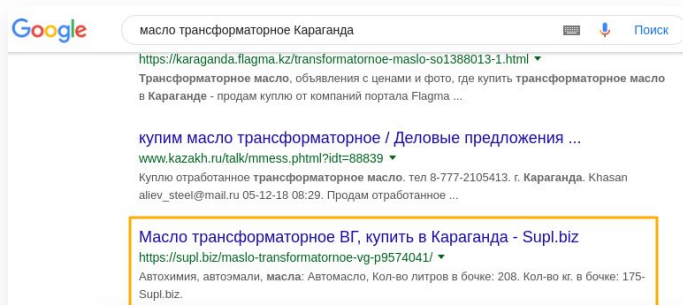 Google
масло трансформаторное Караганда
Поиск
https://karaganda.flagma.kz/transformatornoe-maslo-so1388013-1.html
Трансформаторное масло, объявления с ценами и фото, где купить трансформаторное масло
в Караганде - продам куплю от компаний портала Flagma ...
купим масло трансформаторное / Деловые предложения ...
www.kazakh.ru/talk/mmess.phtml?idt=88839
Куплю отработанное трансформаторное масло. тел 8-777-2105413. г. Караганда. Khasan
aliev_steel@mail.ru 05-12-18 08:29. Продам отработанное ...
Масло трансформаторное ВГ, купить в Караганда - Supl.biz
https://supl.biz/maslo-transformatornoe-vg-p9574041/
Автохимия, автоэмали, масла: Автомасло, Кол-во литров в бочке: 208. Кол-во кг. в бочке: 175-
Supl.biz.